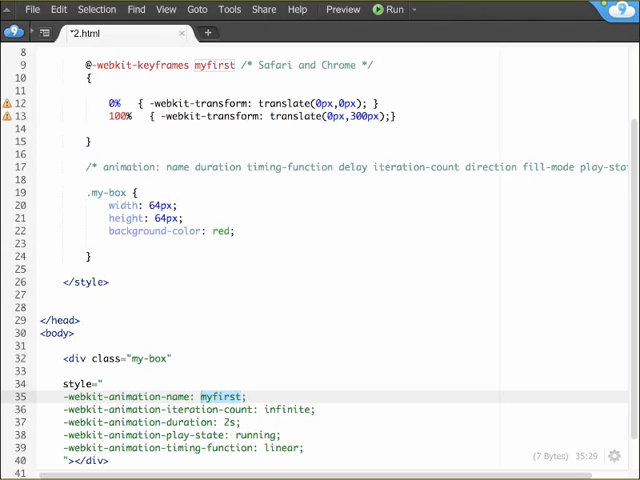 File Edit Selection Find View Goto Tools Share Help Preview Run
9 *2.html
8
9 @-webkit-keyframes myfirst /* Safari and Chrome */
10 {
11
12 0% { -webkit-transform: translate(0px,0px); }
13 100% { -webkit-transform: translate(0px,300px);}
14
15 }
16
17 /* animation: name duration timing-function delay iteration-count direction fill-mode play-sta
18
19 .my-box {
20 width: 64px;
21 height: 64px;
22 background-color: red;
23
24 }
25
26 </style>
27
28
29 </head>
30 <body>
31
32 <div class="my-box"
33
34 style="
35 -webkit-animation-name: myfirst;
36 -webkit-animation-iteration-count: infinite;
37 -webkit-animation-duration: 2s;
38 -webkit-animation-play-state: running;
39 -webkit-animation-timing-function: linear;
40 "></div>
41
(7 Bytes) 35:29
9